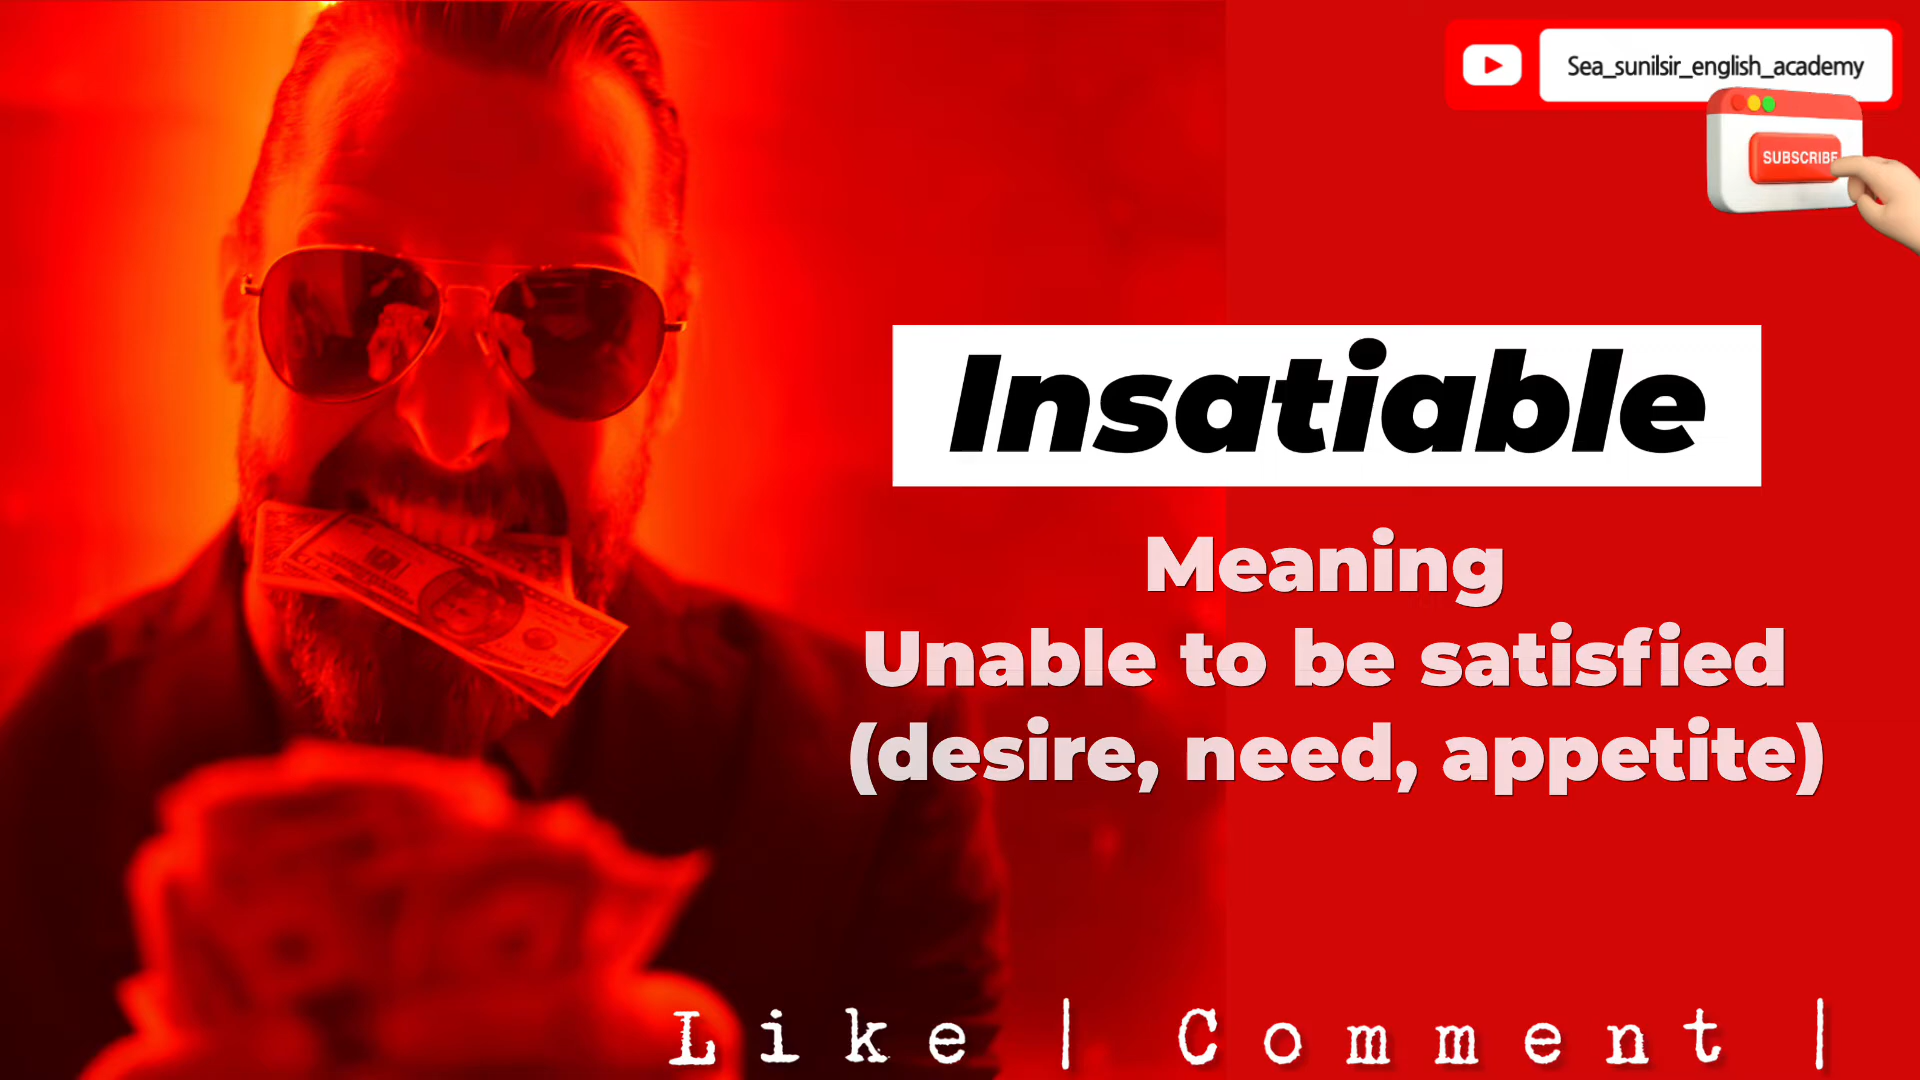 Sea_sunilsir_english_academy
SUBSCRIBE
Insatiable
Meaning
Unable to be satisfied
(desire, need, appetite)
Like | Comment |